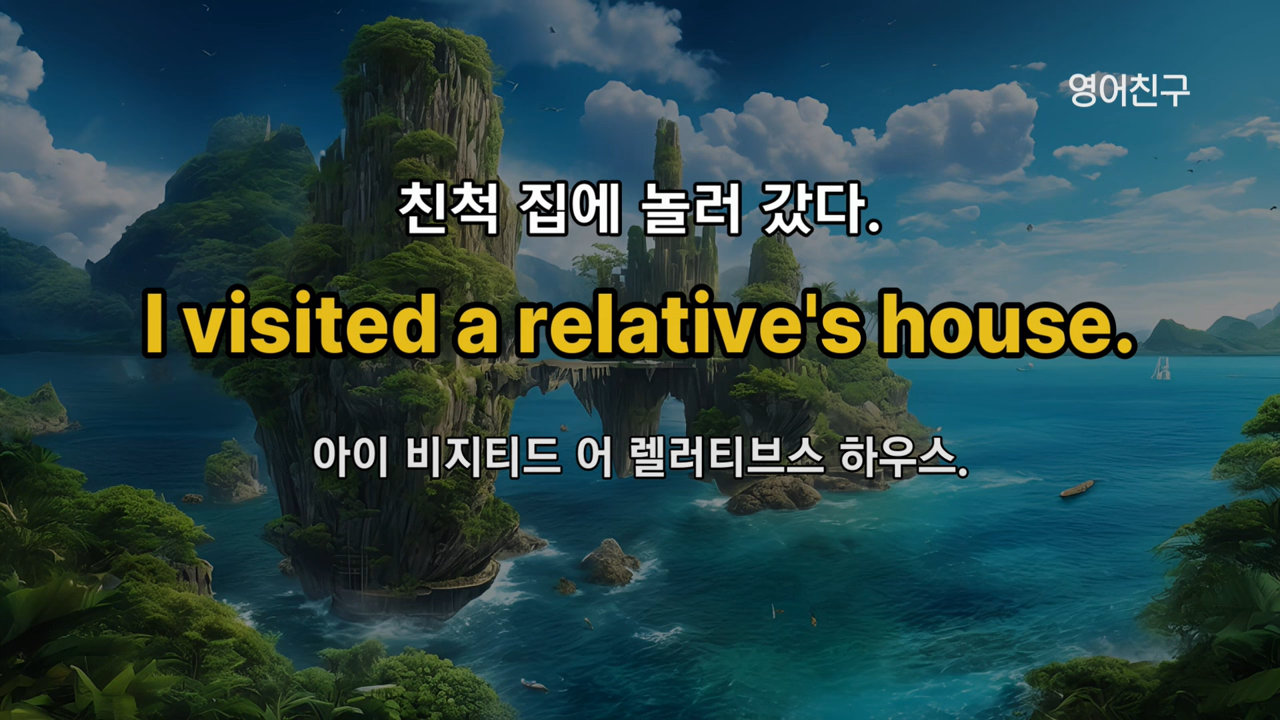 영어친구
친척 집에 놀러 갔다.
I visited a relative's house.
아이 비지티드 어 렐러티브스 하우스.